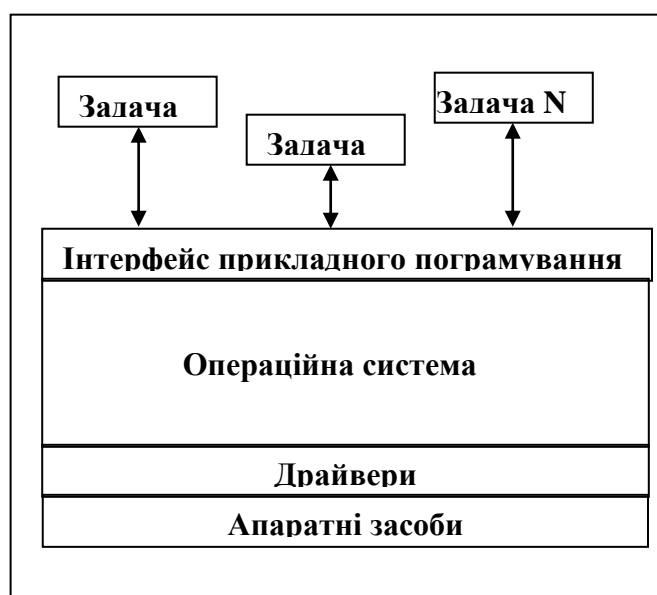 Задача
Задача
Задача N
Інтерфейс прикладного пограмування
Операційна система
Драйвери
Апаратні засоби